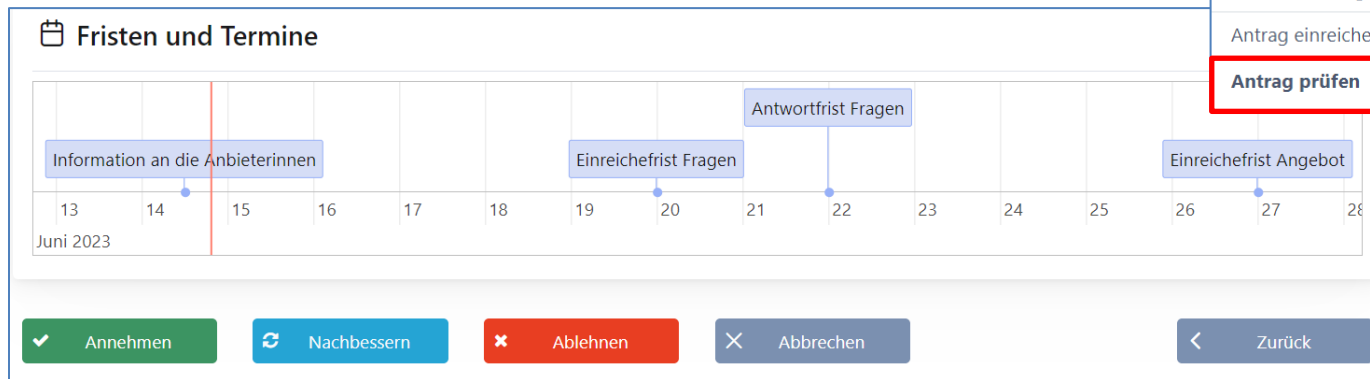 Fristen und Termine
Antrag einreiche
Antrag prüfen
Antwortfrist Fragen
Information an die Anbieterinnen Einreichefrist Fragen Einreichefrist Angebot
13 14 15 16 17 18 19 20 21 22 23 24 25 26 27 28
Juni 2023
Annehmen Nachbessern Ablehnen Abbrechen Zurück